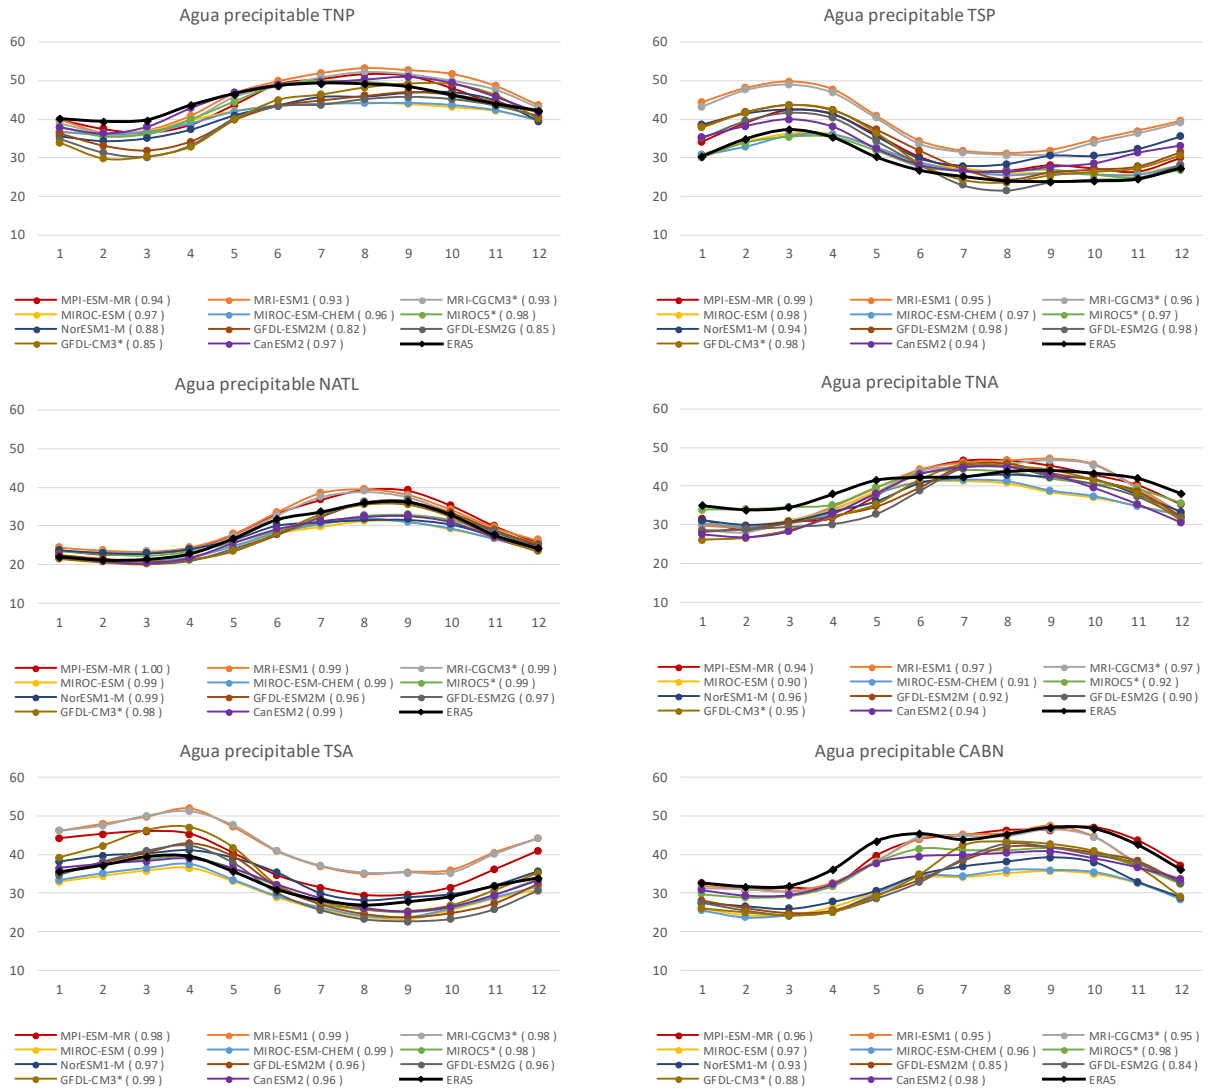 Agua precipitable TNP
60
50
40
30
20
10
1 2 3 4 5 6 7 8 9 10 11 12
MPI-ESM-MR ( 0.94 ) MRI-ESM1 ( 0.93 ) MRI-CGCM3* ( 0.93 )
MIROC-ESM ( 0.97 ) MIROC-ESM-CHEM ( 0.96 ) MIROC5* ( 0.98 )
NorESM1-M ( 0.88 ) GFDL-ESM2M ( 0.82 ) GFDL-ESM2G ( 0.85 )
GFDL-CM3* ( 0.85 ) CanESM2 ( 0.97 ) ERA5
Agua precipitable TSP
60
50
40
30
20
10
1 2 3 4 5 6 7 8 9 10 11 12
MPI-ESM-MR ( 0.99 ) MRI-ESM1 ( 0.95 ) MRI-CGCM3* ( 0.96 )
MIROC-ESM ( 0.98 ) MIROC-ESM-CHEM ( 0.97 ) MIROC5* ( 0.97 )
NorESM1-M ( 0.94 ) GFDL-ESM2M ( 0.98 ) GFDL-ESM2G ( 0.98 )
GFDL-CM3* ( 0.98 ) CanESM2 ( 0.94 ) ERA5
Agua precipitable NATL
60
50
40
30
20
10
1 2 3 4 5 6 7 8 9 10 11 12
MPI-ESM-MR ( 1.00 ) MRI-ESM1 ( 0.99 ) MRI-CGCM3* ( 0.99 )
MIROC-ESM ( 0.99 ) MIROC-ESM-CHEM ( 0.99 ) MIROC5* ( 0.99 )
NorESM1-M ( 0.99 ) GFDL-ESM2M ( 0.96 ) GFDL-ESM2G ( 0.97 )
GFDL-CM3* ( 0.98 ) CanESM2 ( 0.99 ) ERA5
Agua precipitable TNA
60
50
40
30
20
10
1 2 3 4 5 6 7 8 9 10 11 12
MPI-ESM-MR ( 0.94 ) MRI-ESM1 ( 0.97 ) MRI-CGCM3* ( 0.97 )
MIROC-ESM ( 0.90 ) MIROC-ESM-CHEM ( 0.91 ) MIROC5* ( 0.92 )
NorESM1-M ( 0.96 ) GFDL-ESM2M ( 0.92 ) GFDL-ESM2G ( 0.90 )
GFDL-CM3* ( 0.95 ) CanESM2 ( 0.94 ) ERA5
Agua precipitable TSA
60
50
40
30
20
10
1 2 3 4 5 6 7 8 9 10 11 12
MPI-ESM-MR ( 0.98 ) MRI-ESM1 ( 0.99 ) MRI-CGCM3* ( 0.98 )
MIROC-ESM ( 0.99 ) MIROC-ESM-CHEM ( 0.99 ) MIROC5* ( 0.98 )
NorESM1-M ( 0.97 ) GFDL-ESM2M ( 0.96 ) GFDL-ESM2G ( 0.96 )
GFDL-CM3* ( 0.99 ) CanESM2 ( 0.96 ) ERA5
Agua precipitable CABN
60
50
40
30
20
10
1 2 3 4 5 6 7 8 9 10 11 12
MPI-ESM-MR ( 0.96 ) MRI-ESM1 ( 0.95 ) MRI-CGCM3* ( 0.95 )
MIROC-ESM ( 0.97 ) MIROC-ESM-CHEM ( 0.96 ) MIROC5* ( 0.98 )
NorESM1-M ( 0.93 ) GFDL-ESM2M ( 0.85 ) GFDL-ESM2G ( 0.84 )
GFDL-CM3* ( 0.88 ) CanESM2 ( 0.98 ) ERA5